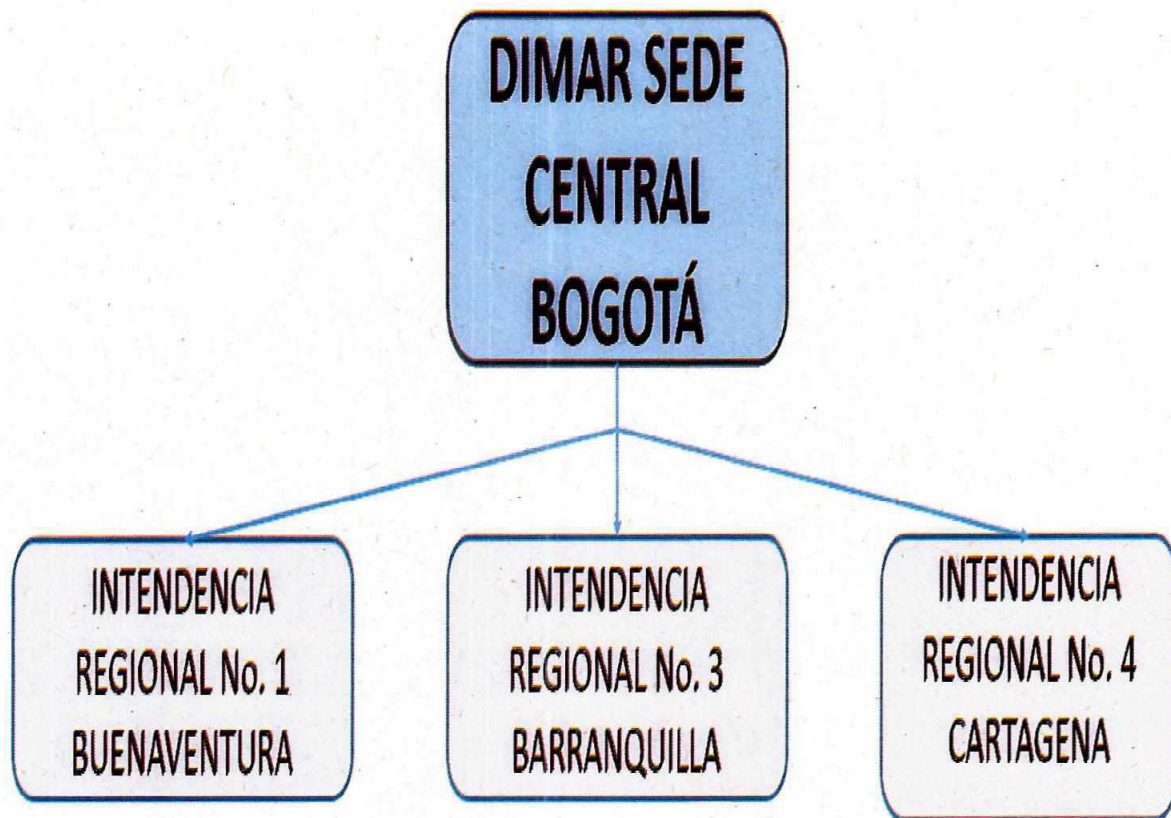 DIMAR SEDE
CENTRAL
BOGOTÁ
INTENDENCIA
REGIONAL No. 1
BUENAVENTURA
INTENDENCIA
REGIONAL No. 3
BARRANQUILLA
INTENDENCIA
REGIONAL No. 4
CARTAGENA